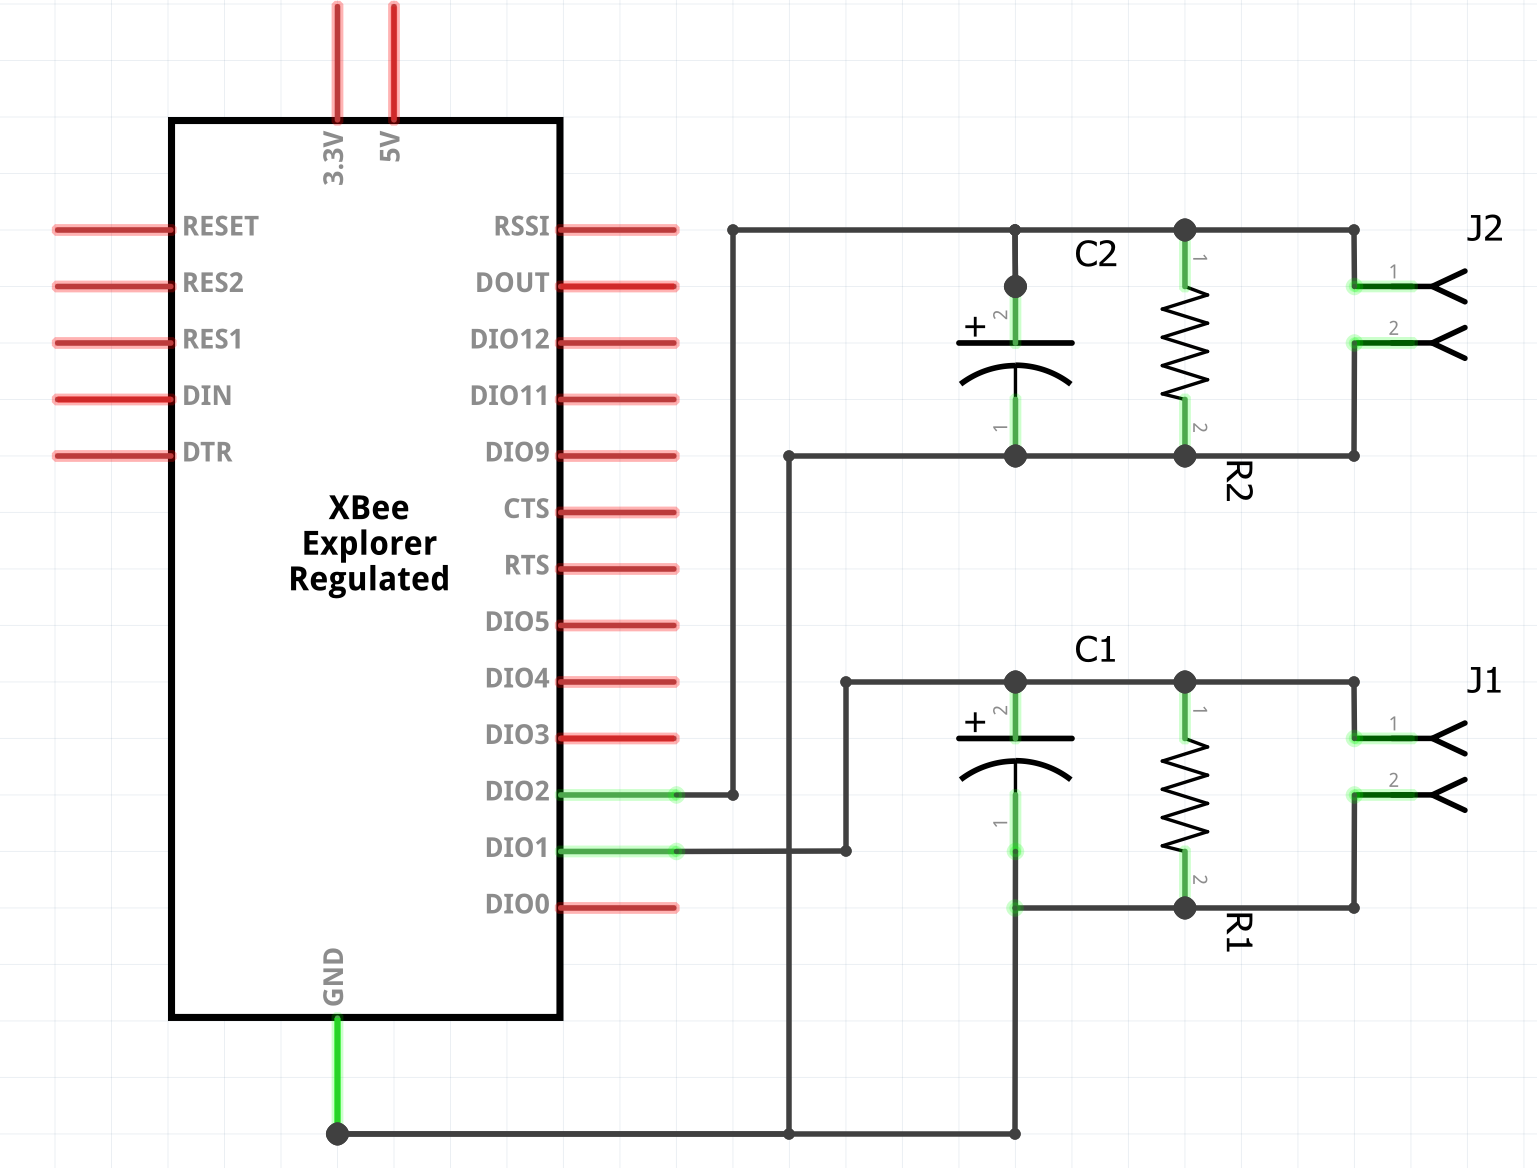 3.3V
5V
RESET
RES2
RES1
DIN
DTR
RSSI
DOUT
DIO12
DIO11
DIO9
CTS
RTS
DIO5
DIO4
DIO3
DIO2
DIO1
DIO0
XBee
Explorer
Regulated
GND
C2
+
2
1
1
2
R2
J2
1
2
C1
+
2
1
1
2
R1
J1
1
2